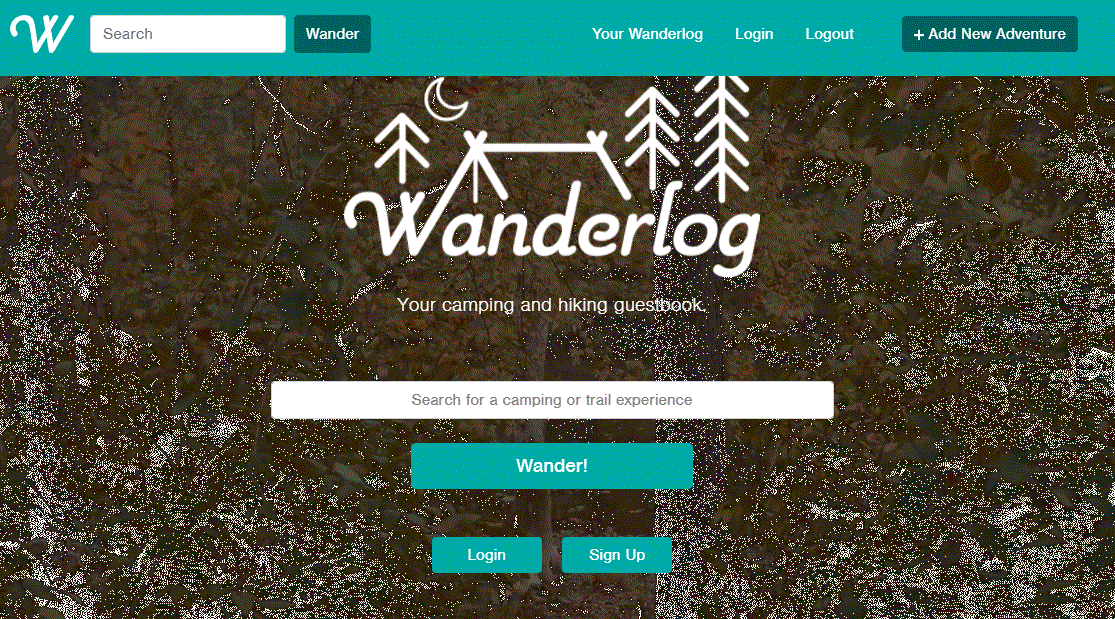 W
Search
Wander
Your Wanderlog
Login
Logout
+ Add New Adventure
Wanderlog
Your camping and hiking guestbook.
Search for a camping or trail experience
Wander!
Login
Sign Up